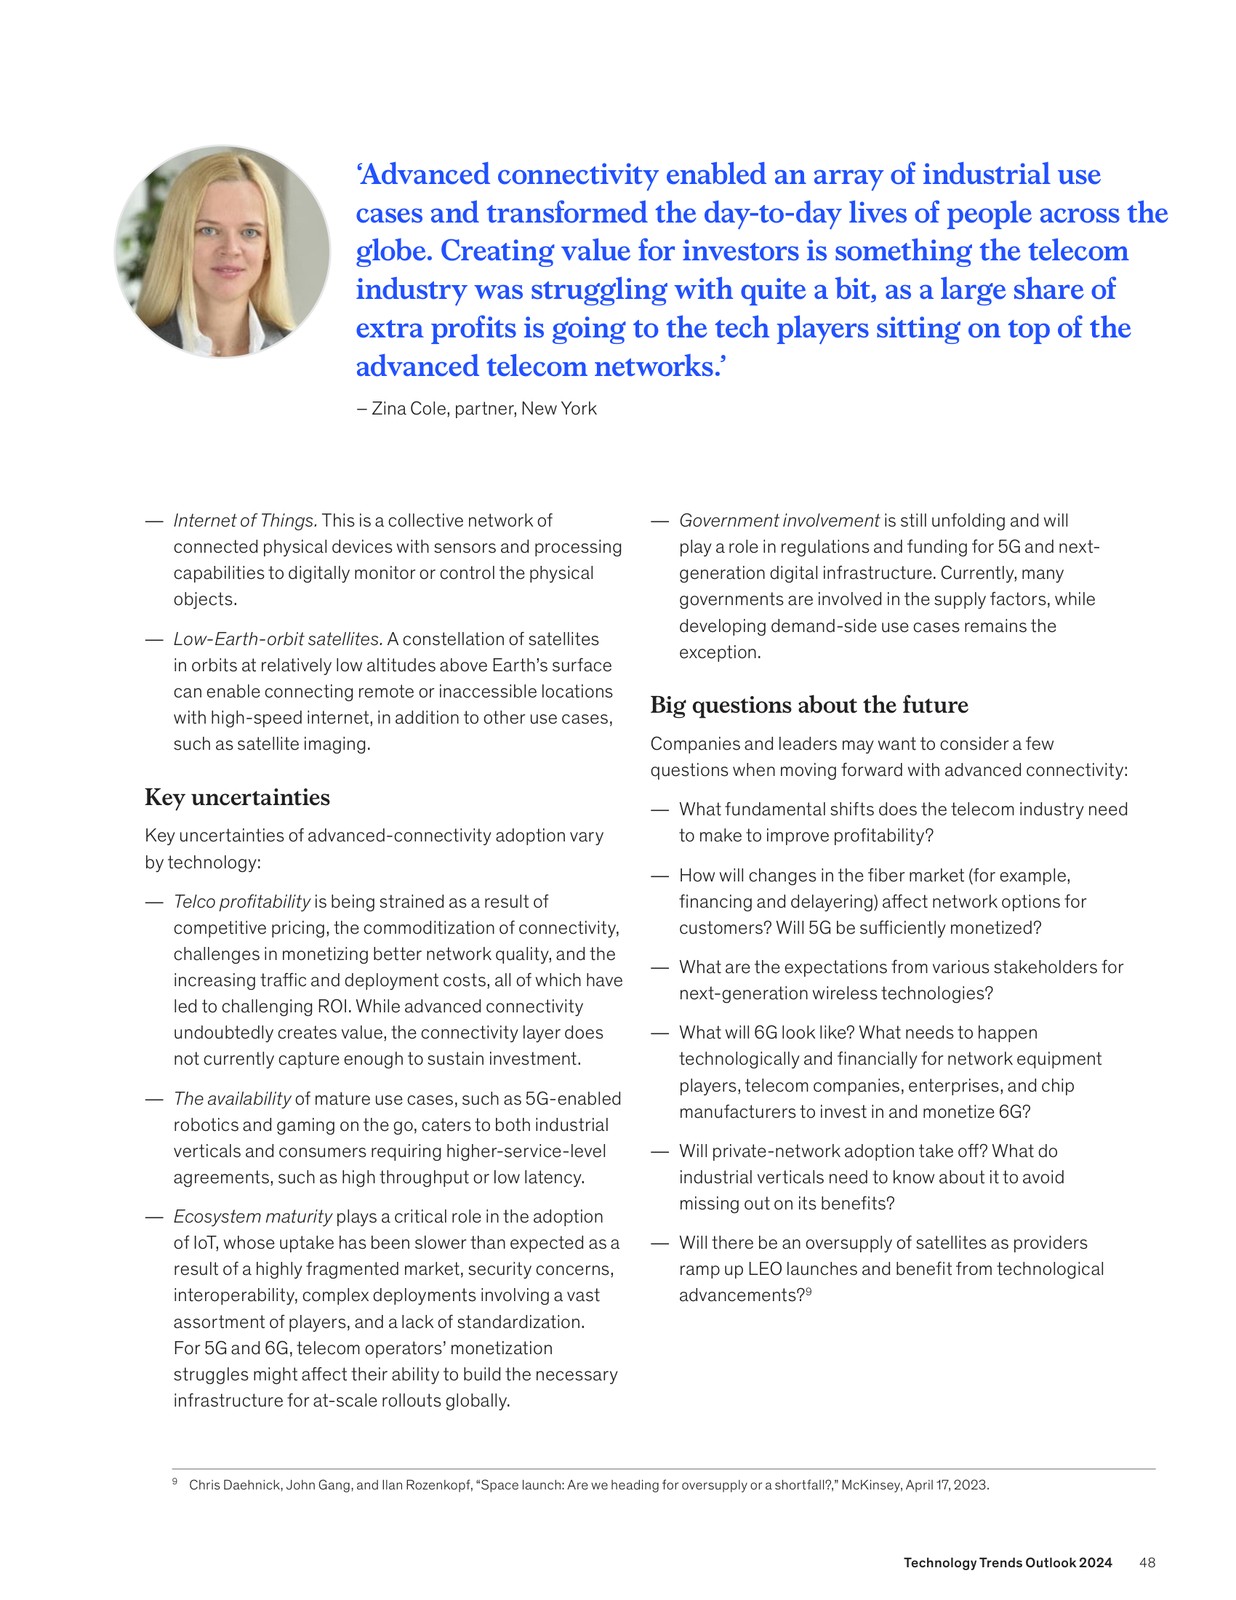 ‘Advanced connectivity enabled an array of industrial use
cases and transformed the day-to-day lives of people across the
globe. Creating value for investors is something the telecom
industry was struggling with quite a bit, as a large share of
extra profits is going to the tech players sitting on top of the
advanced telecom networks.’
– Zina Cole, partner, New York
— Internet of Things. This is a collective network of
connected physical devices with sensors and processing
capabilities to digitally monitor or control the physical
objects.
— Low-Earth-orbit satellites. A constellation of satellites
in orbits at relatively low altitudes above Earth’s surface
can enable connecting remote or inaccessible locations
with high-speed internet, in addition to other use cases,
such as satellite imaging.
Key uncertainties
Key uncertainties of advanced-connectivity adoption vary
by technology:
— Telco profitability is being strained as a result of
competitive pricing, the commoditization of connectivity,
challenges in monetizing better network quality, and the
increasing traffic and deployment costs, all of which have
led to challenging ROI. While advanced connectivity
undoubtedly creates value, the connectivity layer does
not currently capture enough to sustain investment.
— The availability of mature use cases, such as 5G-enabled
robotics and gaming on the go, caters to both industrial
verticals and consumers requiring higher-service-level
agreements, such as high throughput or low latency.
— Ecosystem maturity plays a critical role in the adoption
of IoT, whose uptake has been slower than expected as a
result of a highly fragmented market, security concerns,
interoperability, complex deployments involving a vast
assortment of players, and a lack of standardization.
For 5G and 6G, telecom operators’ monetization
struggles might affect their ability to build the necessary
infrastructure for at-scale rollouts globally.
— Government involvement is still unfolding and will
play a role in regulations and funding for 5G and next-
generation digital infrastructure. Currently, many
governments are involved in the supply factors, while
developing demand-side use cases remains the
exception.
Big questions about the future
Companies and leaders may want to consider a few
questions when moving forward with advanced connectivity:
— What fundamental shifts does the telecom industry need
to make to improve profitability?
— How will changes in the fiber market (for example,
financing and delayering) affect network options for
customers? Will 5G be sufficiently monetized?
— What are the expectations from various stakeholders for
next-generation wireless technologies?
— What will 6G look like? What needs to happen
technologically and financially for network equipment
players, telecom companies, enterprises, and chip
manufacturers to invest in and monetize 6G?
— Will private-network adoption take off? What do
industrial verticals need to know about it to avoid
missing out on its benefits?
— Will there be an oversupply of satellites as providers
ramp up LEO launches and benefit from technological
advancements?⁹
⁹ Chris Daehnick, John Gang, and Ilan Rozenkopf, “Space launch: Are we heading for oversupply or a shortfall?,” McKinsey, April 17, 2023.
Technology Trends Outlook 2024 48